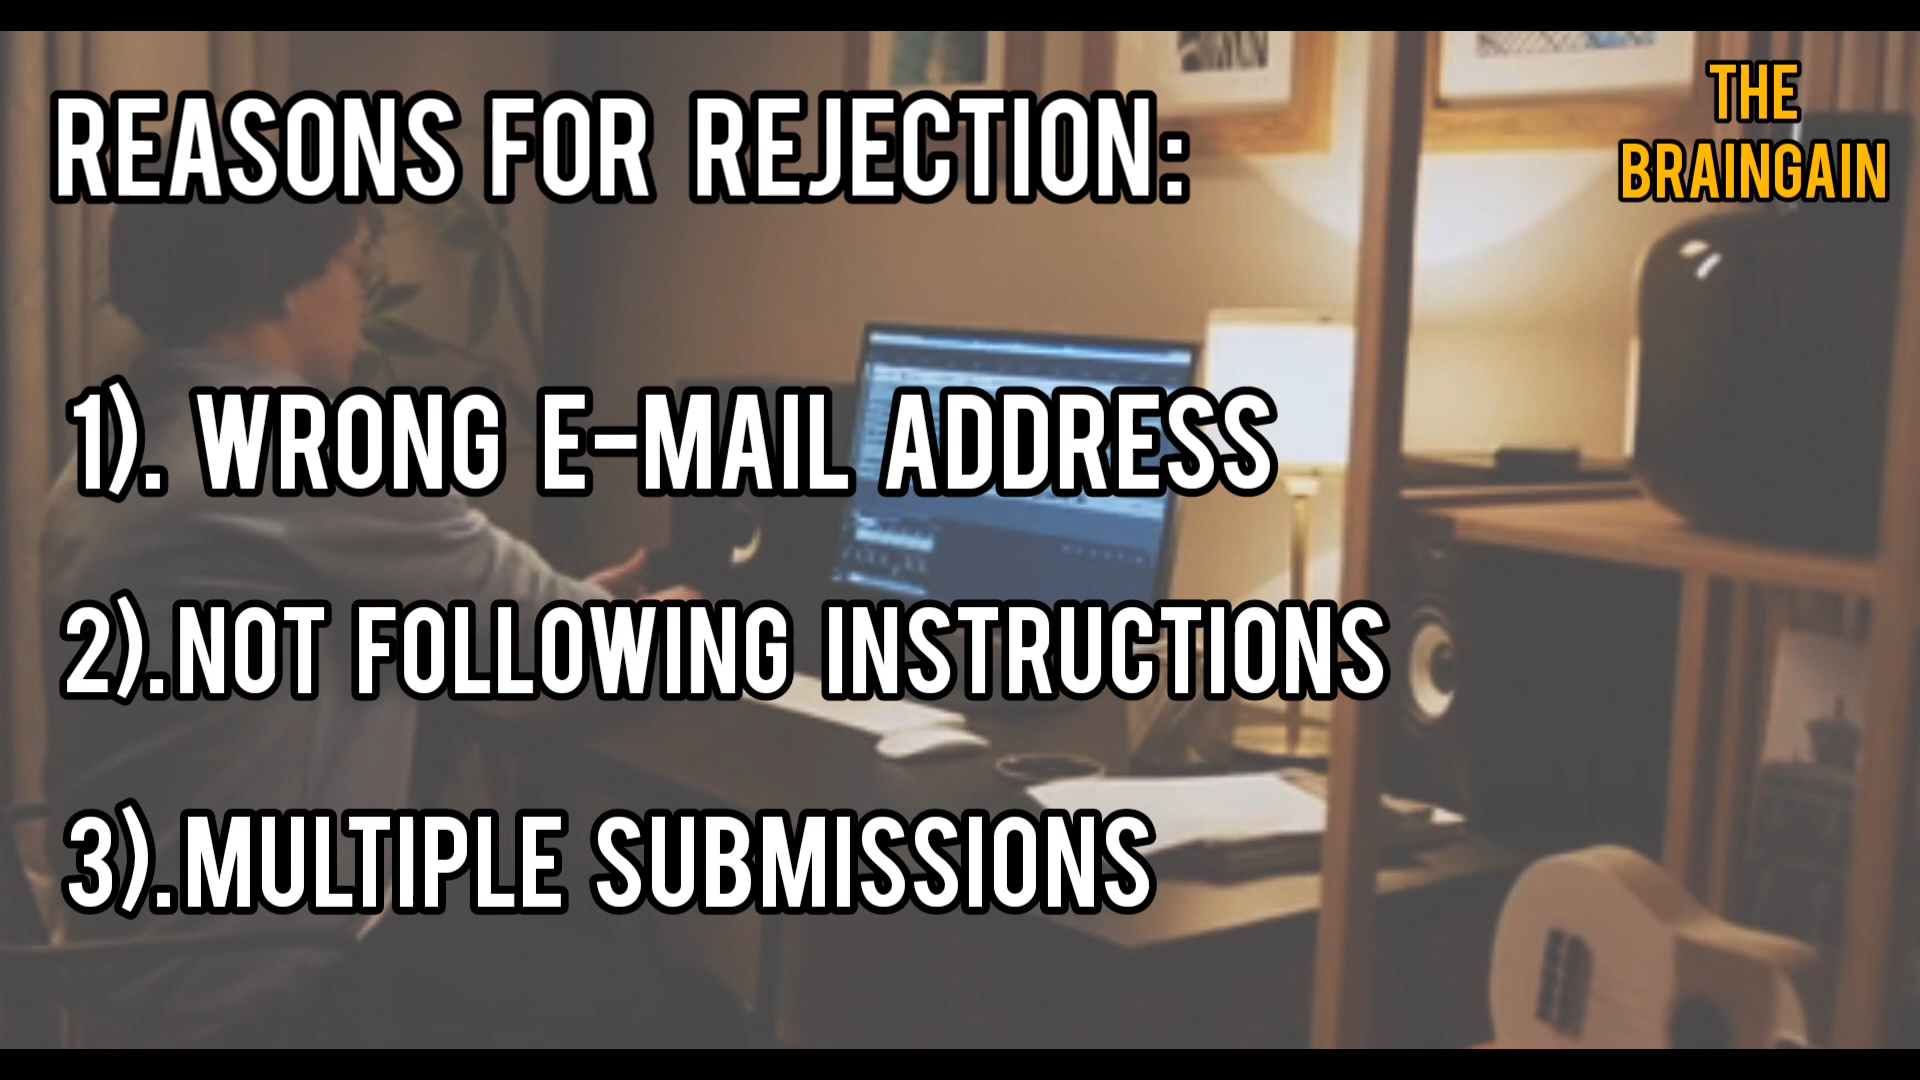 REASONS FOR REJECTION:
THE
BRAINGAIN
1). WRONG E-MAIL ADDRESS
2).NOT FOLLOWING INSTRUCTIONS
3).MULTIPLE SUBMISSIONS